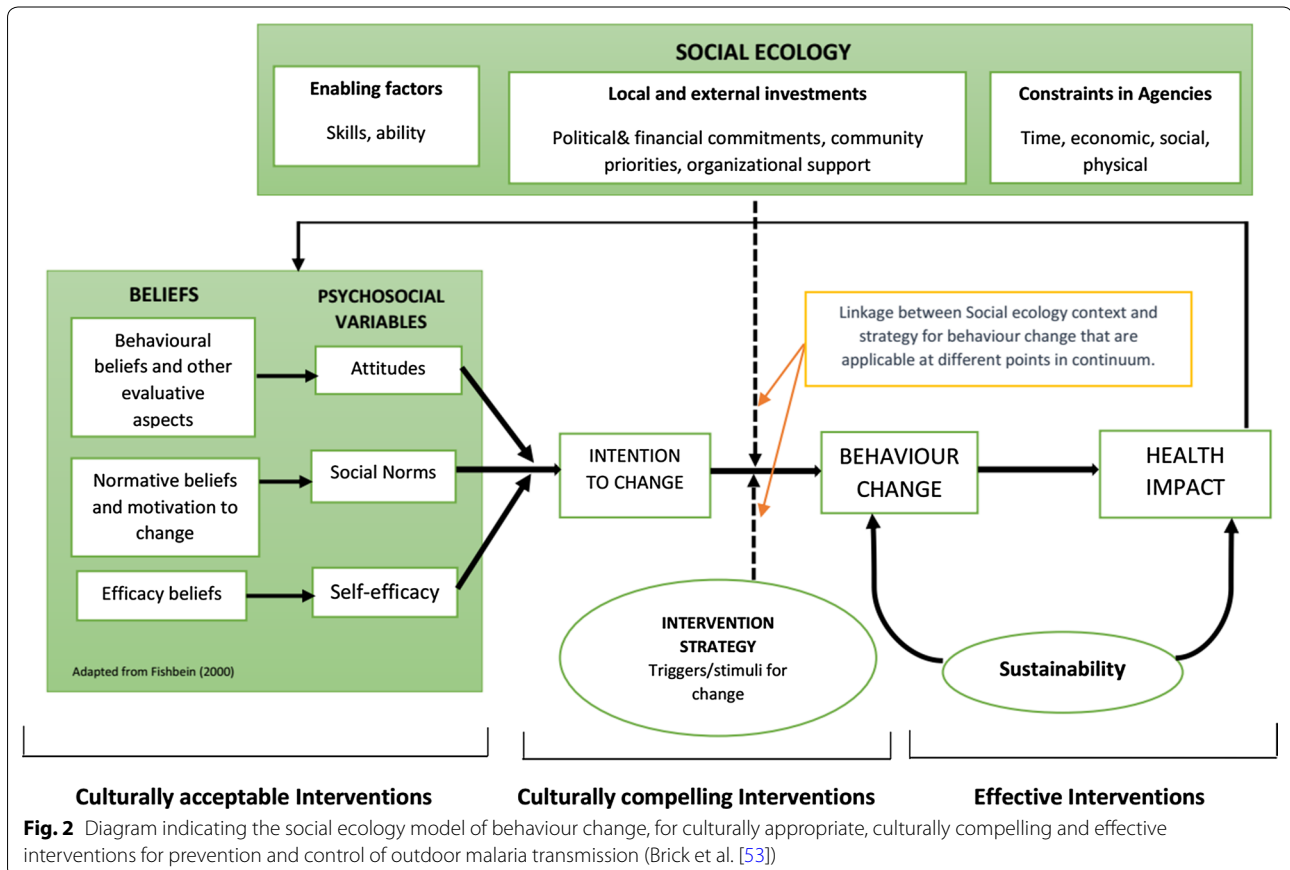 SOCIAL ECOLOGY
Enabling factors
Skills, ability
Local and external investments
Political& financial commitments, community
priorities, organizational support
Constraints in Agencies
Time, economic, social,
physical
BELIEFS
PSYCHOSOCIAL
VARIABLES
Behavioural
beliefs and other
evaluative
aspects
Attitudes
Normative beliefs
and motivation to
change
Social Norms
Efficacy beliefs
Self-efficacy
Adapted from Fishbein (2000)
Linkage between Social ecology context and
strategy for behaviour change that are
applicable at different points in continuum.
INTENTION
TO CHANGE
BEHAVIOUR
CHANGE
HEALTH
IMPACT
INTERVENTION
STRATEGY
Triggers/stimuli for
change
Sustainability
Culturally acceptable Interventions
Culturally compelling Interventions
Effective Interventions
Fig. 2 Diagram indicating the social ecology model of behaviour change, for culturally appropriate, culturally compelling and effective
interventions for prevention and control of outdoor malaria transmission (Brick et al. [53])